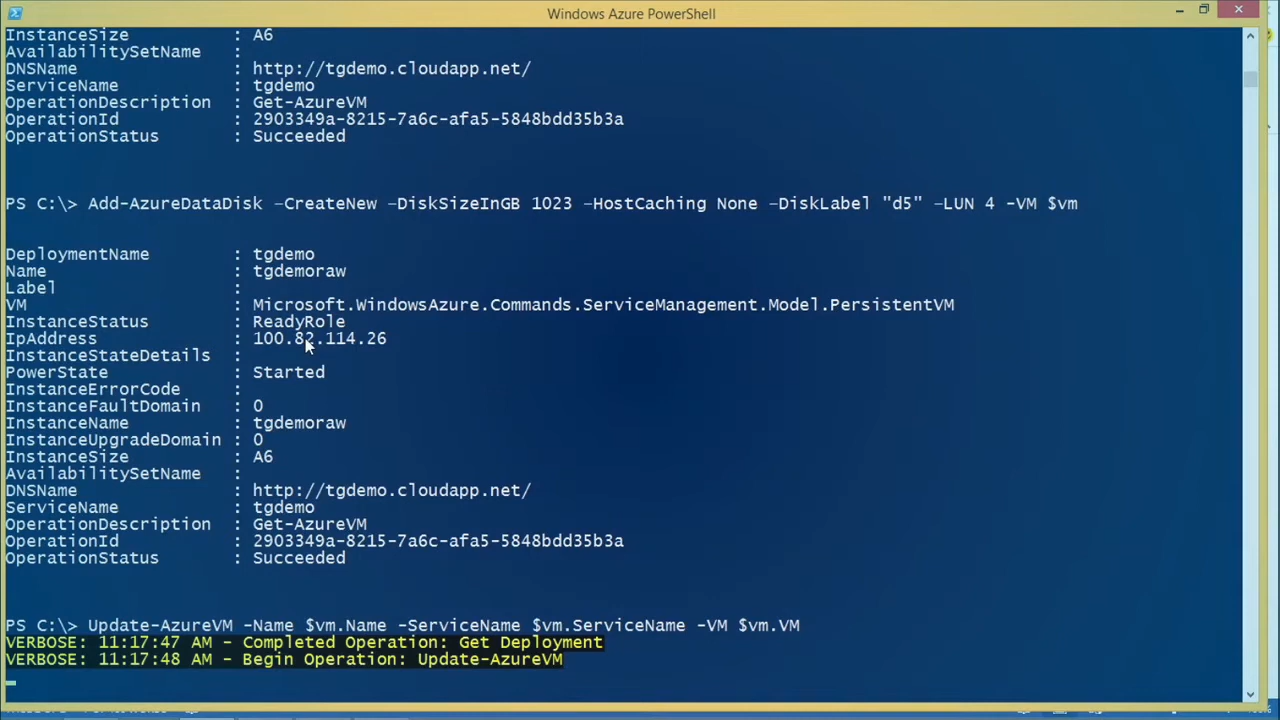 Windows Azure PowerShell
InstanceSize : A6
AvailabilitySetName :
DNSName : http://tgdemo.cloudapp.net/
ServiceName : tgdemo
OperationDescription : Get-AzureVM
OperationId : 2903349a-8215-7a6c-afa5-5848bdd35b3a
OperationStatus : Succeeded
PS C:\> Add-AzureDataDisk –CreateNew –DiskSizeInGB 1023 –HostCaching None –DiskLabel "d5" –LUN 4 -VM $vm
DeploymentName : tgdemo
Name : tgdemoraw
Label :
VM : Microsoft.WindowsAzure.Commands.ServiceManagement.Model.PersistentVM
InstanceStatus : ReadyRole
IpAddress : 100.82.114.26
InstanceStateDetails :
PowerState : Started
InstanceErrorCode :
InstanceFaultDomain : 0
InstanceName : tgdemoraw
InstanceUpgradeDomain : 0
InstanceSize : A6
AvailabilitySetName :
DNSName : http://tgdemo.cloudapp.net/
ServiceName : tgdemo
OperationDescription : Get-AzureVM
OperationId : 2903349a-8215-7a6c-afa5-5848bdd35b3a
OperationStatus : Succeeded
PS C:\> Update-AzureVM -Name $vm.Name -ServiceName $vm.ServiceName -VM $vm.VM
VERBOSE: 11:17:47 AM - Completed Operation: Get Deployment
VERBOSE: 11:17:48 AM - Begin Operation: Update-AzureVM